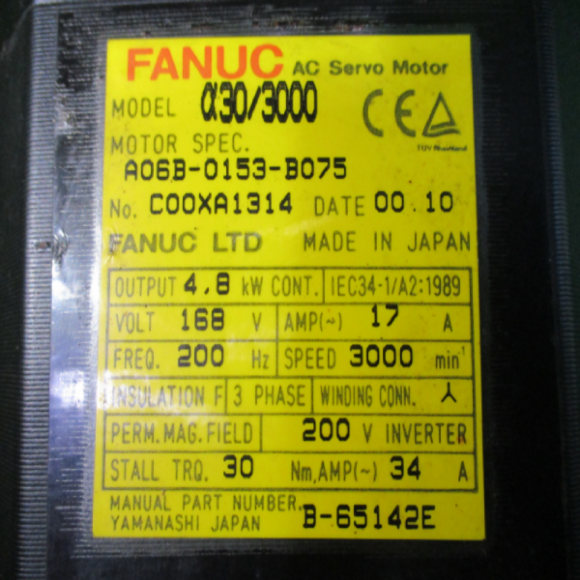 FANUC AC Servo Motor
MODEL α30/3000
TÜV Rheinland
MOTOR SPEC.
A06B-0153-B075
No. C00XA1314 DATE 00.10
FANUC LTD MADE IN JAPAN
OUTPUT 4.8 kW CONT. IEC34-1/A2:1989
VOLT 168 V AMP(~) 17 A
FREQ. 200 Hz SPEED 3000 min⁻¹
INSULATION F 3 PHASE WINDING CONN. ⅄
PERM.MAG.FIELD 200 V INVERTER
STALL TRQ. 30 Nm,AMP(~) 34 A
MANUAL PART NUMBER. B-65142E
YAMANASHI JAPAN